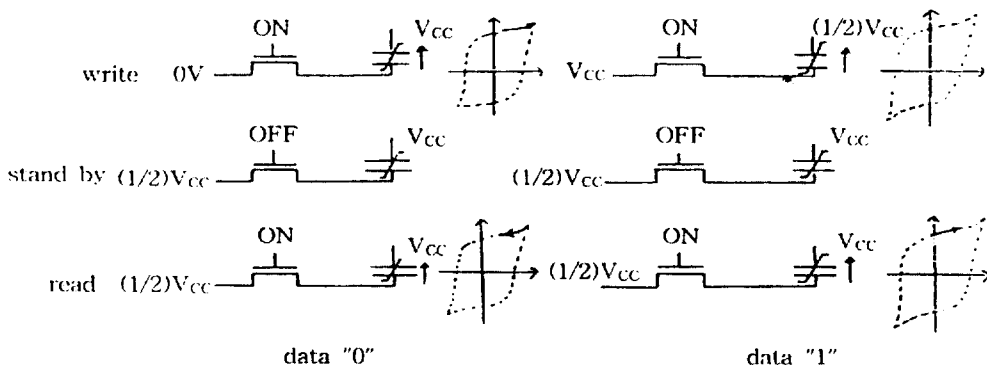 ON Vcc ON (1/2)Vcc
write 0V Vcc
OFF Vcc OFF Vcc
stand by (1/2)Vcc (1/2)Vcc
ON Vcc ON Vcc
read (1/2)Vcc (1/2)Vcc
data "0" data "1"